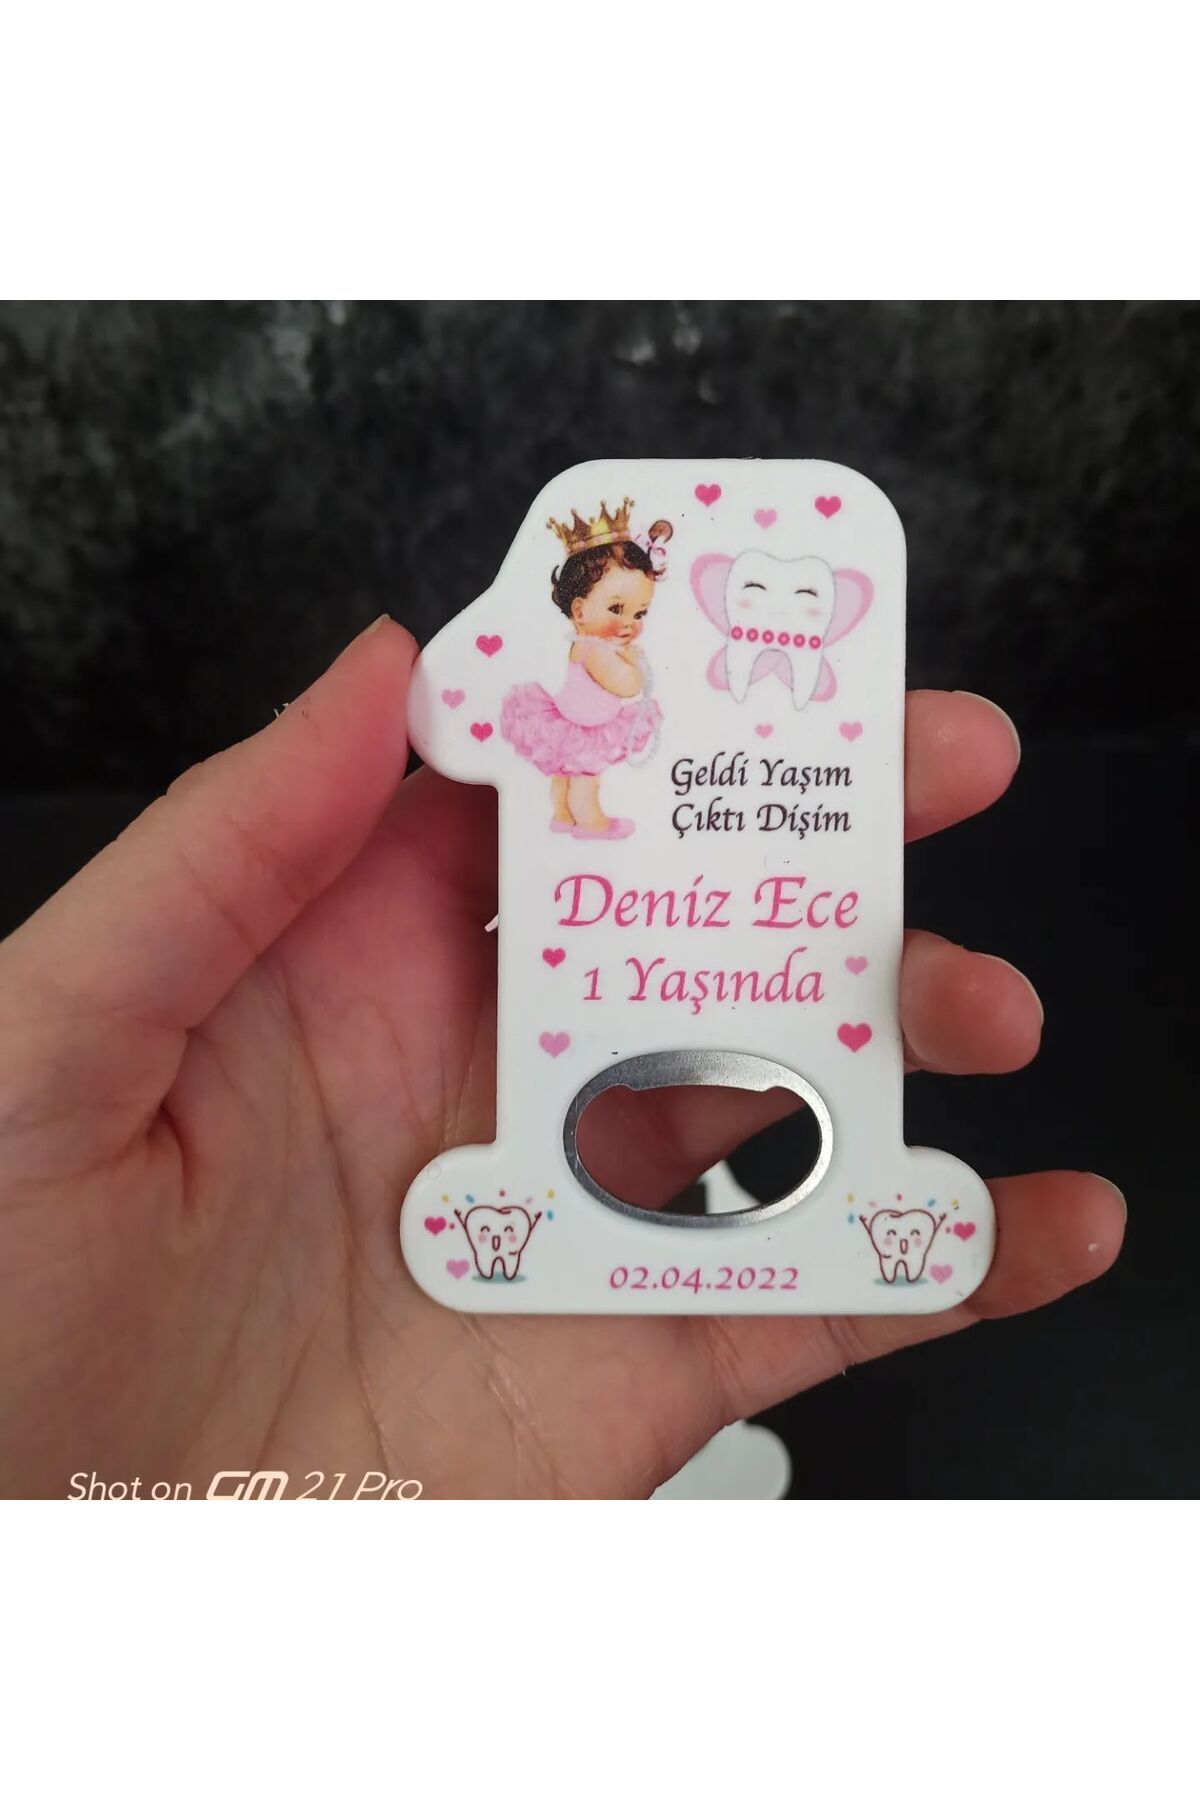 Geldi Yaşım
Çıktı Dişim
Deniz Ece
1 Yaşında
02.04.2022
Shot on GM 21 Pro